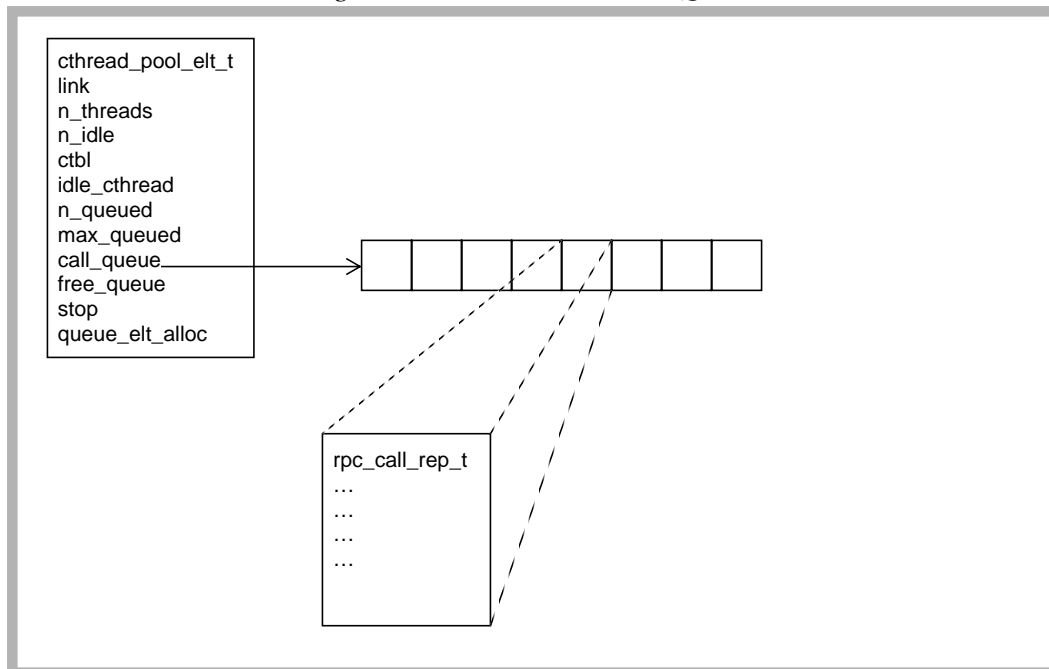 cthread_pool_elt_t
link
n_threads
n_idle
ctbl
idle_cthread
n_queued
max_queued
call_queue
free_queue
stop
queue_elt_alloc
rpc_call_rep_t
...
...
...
...